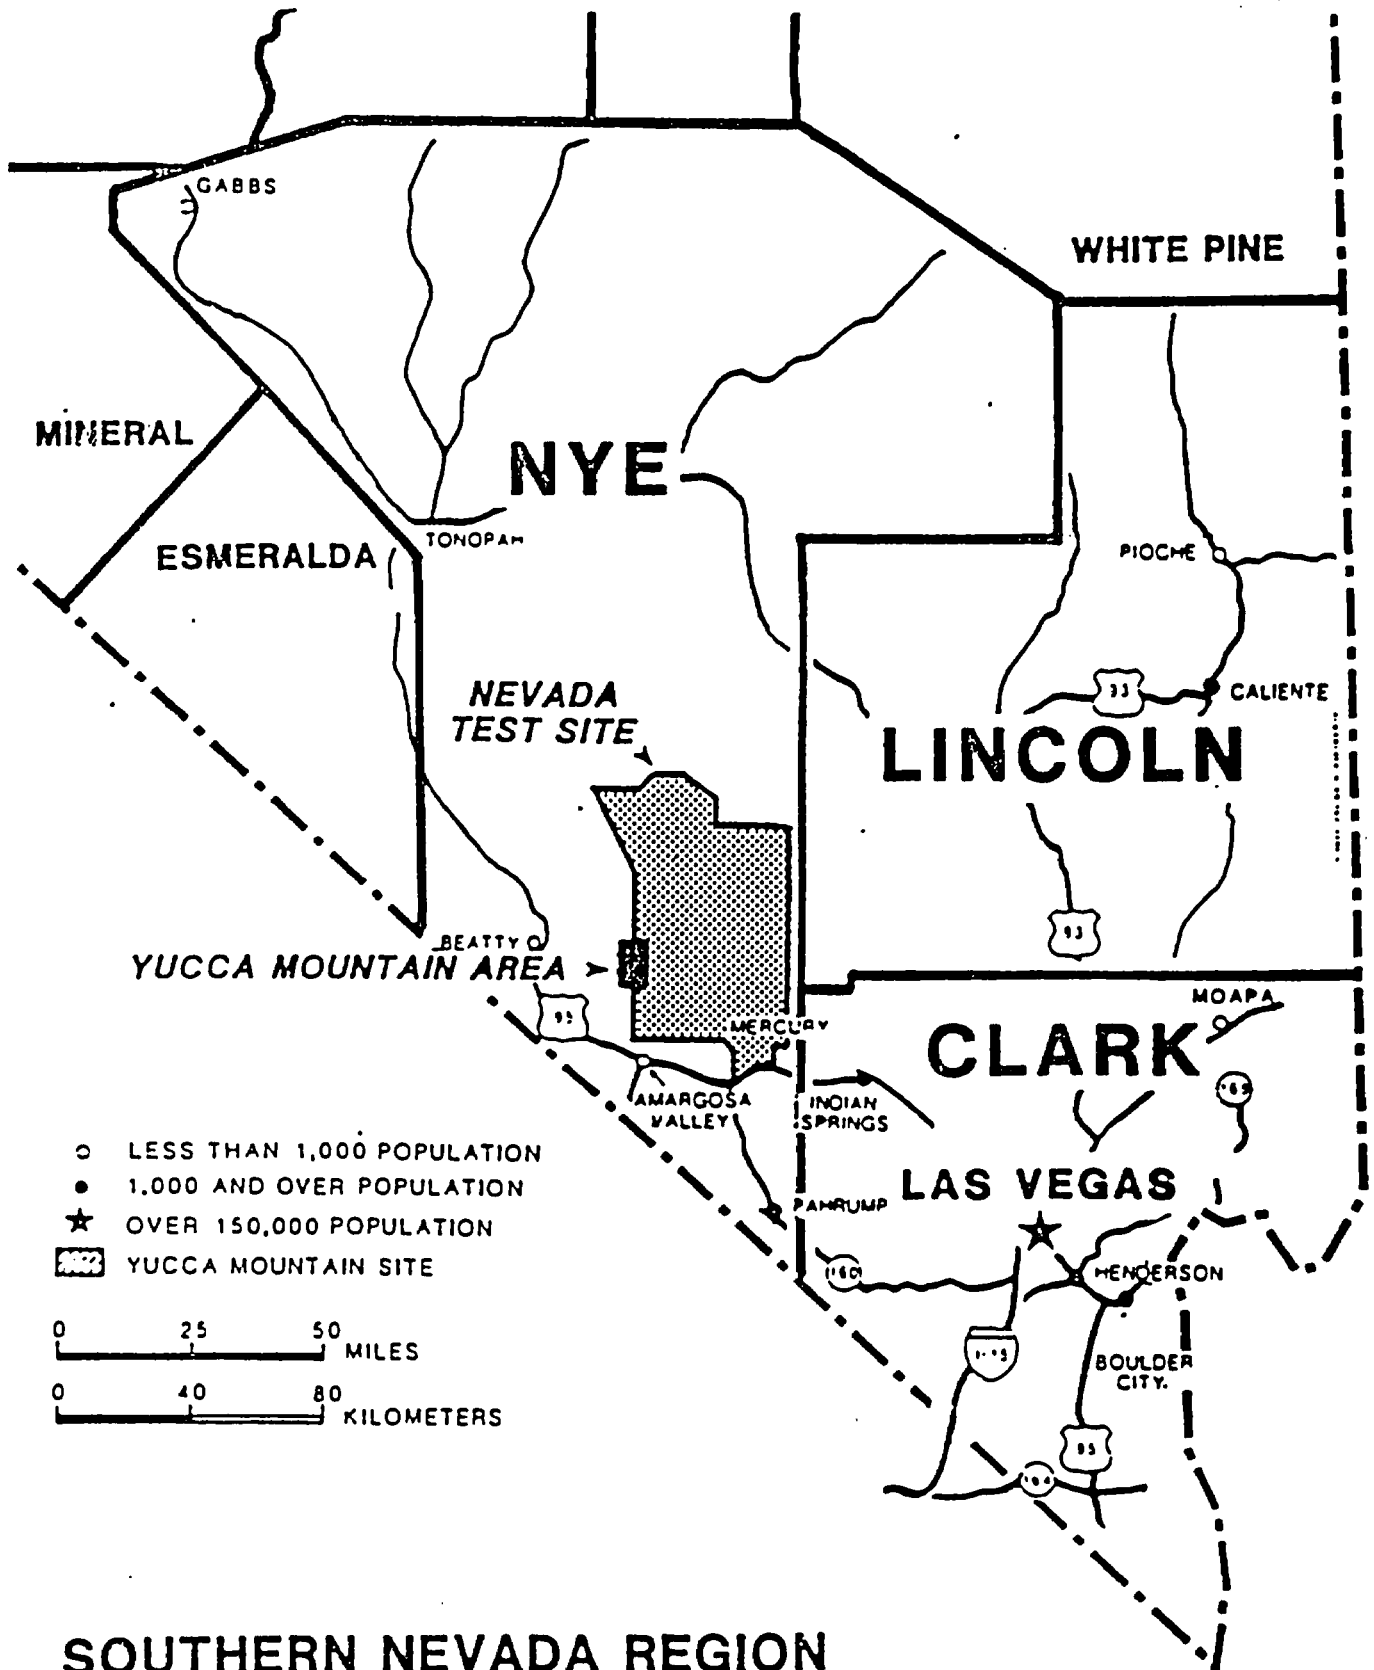 GABBS
WHITE PINE
MINERAL
NYE
TONOPAH
ESMERALDA
PIOCHE
NEVADA
TEST SITE
93
CALIENTE
LINCOLN
93
BEATTY
YUCCA MOUNTAIN AREA
MOAPA
95
MERCURY
CLARK
AMARGOSA
VALLEY
INDIAN
SPRINGS
LESS THAN 1,000 POPULATION
1,000 AND OVER POPULATION
OVER 150,000 POPULATION
YUCCA MOUNTAIN SITE
LAS VEGAS
PAHRUMP
160
HENDERSON
0 25 50
MILES
I-15
BOULDER
CITY.
0 40 80
KILOMETERS
95
164
SOUTHERN NEVADA REGION